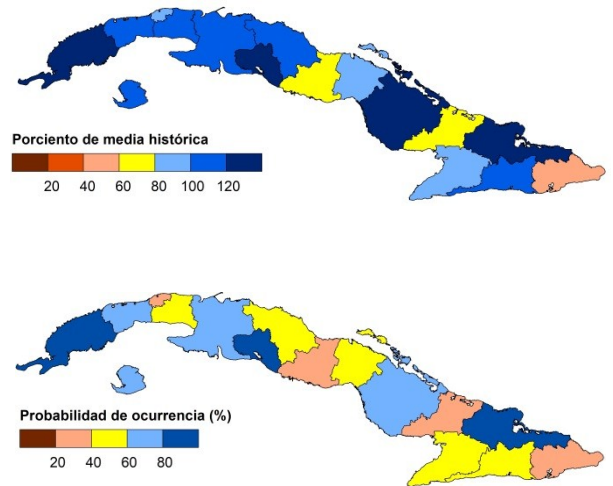 Porciento de media histórica
20 40 60 80 100 120
Probabilidad de ocurrencia (%)
20 40 60 80